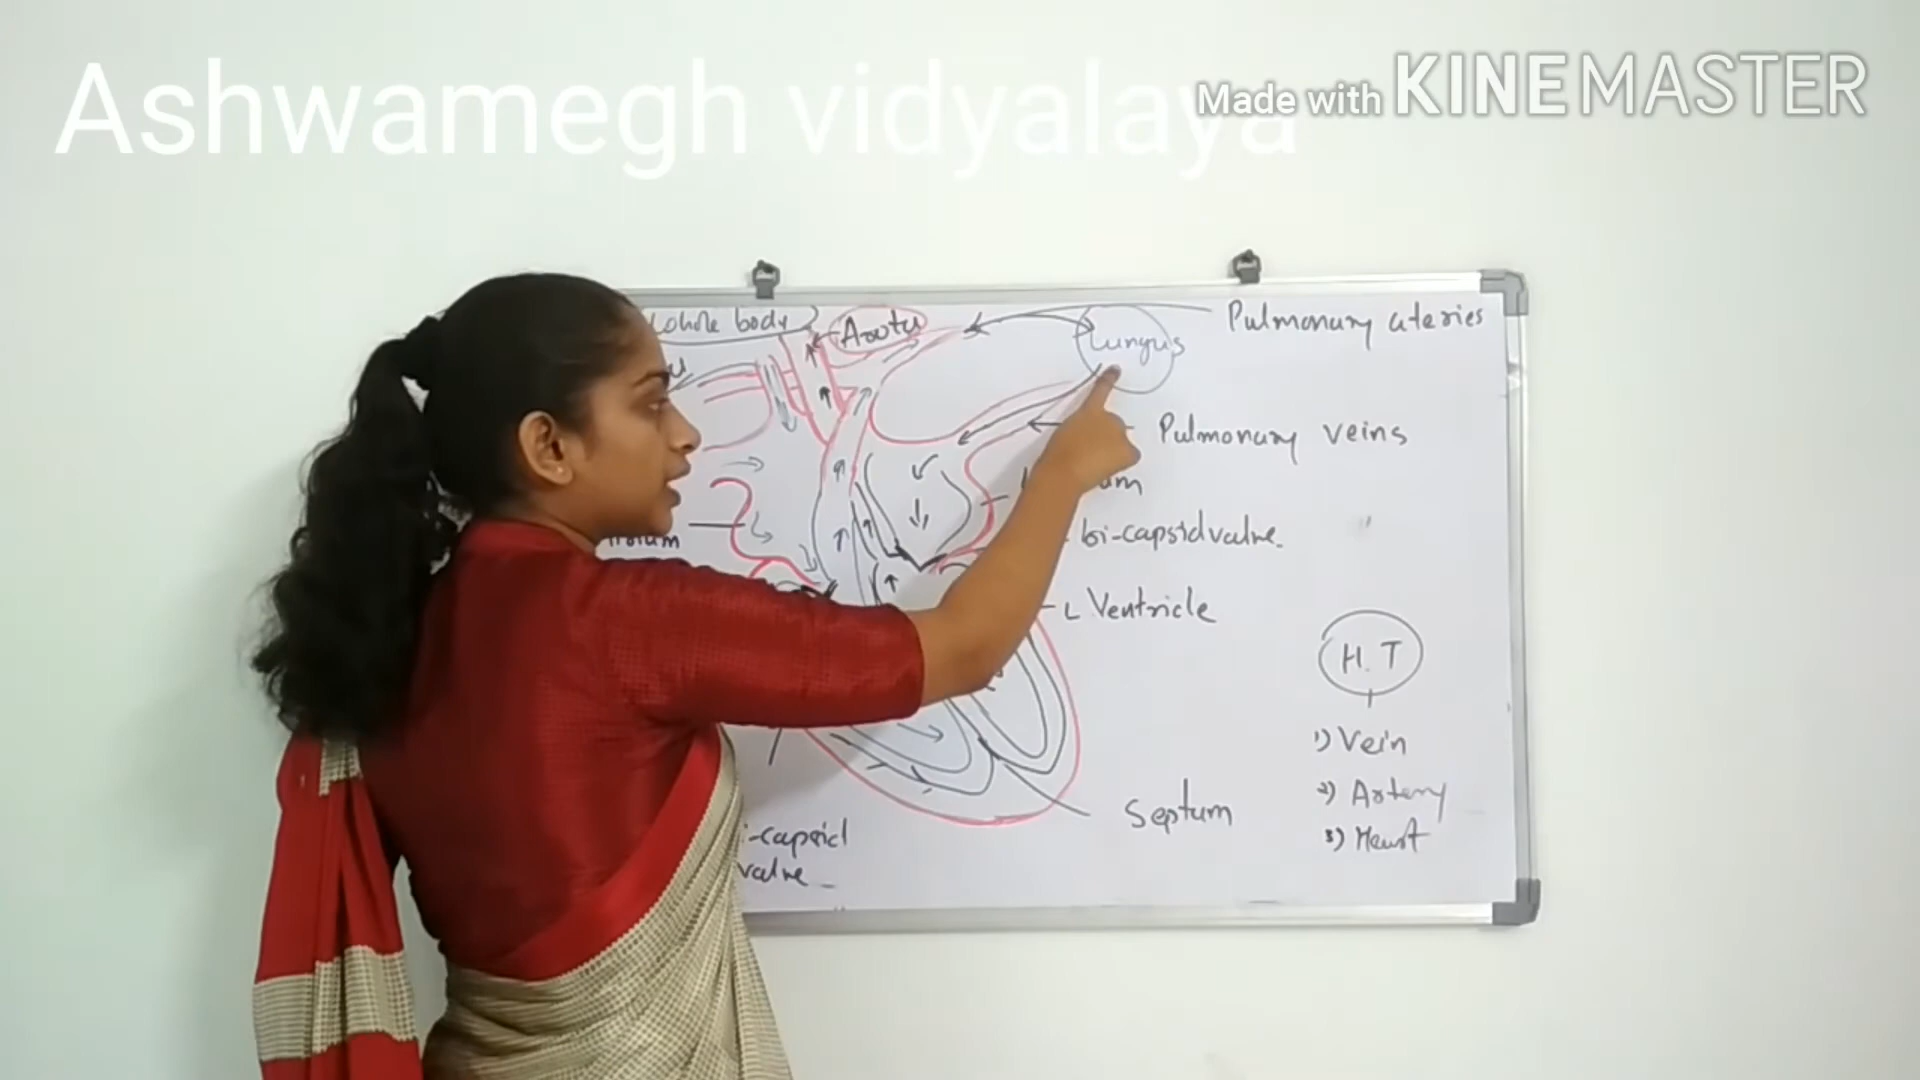 Ashwamegh vidyalaya
Made with KINEMASTER
whole body
Aorta
Lungus
Pulmonary ateries
Pulmonary veins
bi-capsid valve.
L Ventricle
H.T
1) Vein
2) Artery
3) Heart
Septum
i-capsid
valve